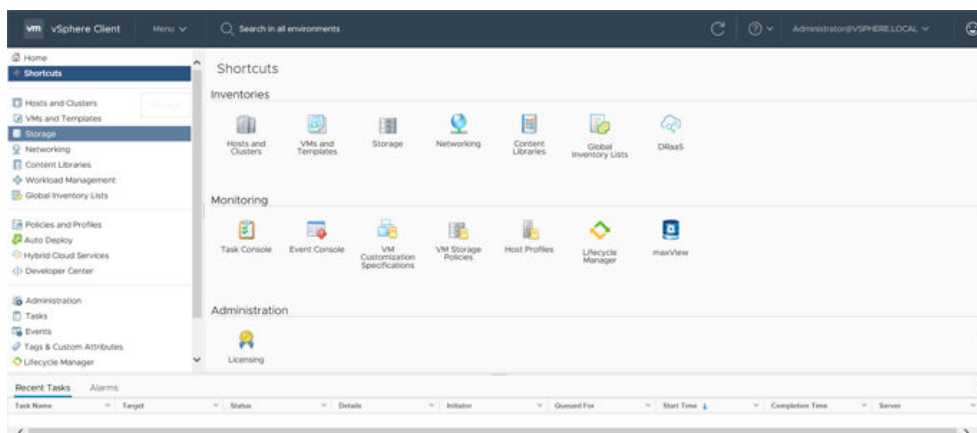 vm vSphere Client Menu Search in all environments Administrator@VSPHERE.LOCAL
Home
Shortcuts
Hosts and Clusters
VMs and Templates
Storage
Networking
Content Libraries
Workload Management
Global Inventory Lists
Policies and Profiles
Auto Deploy
Hybrid Cloud Services
Developer Center
Administration
Tasks
Events
Tags & Custom Attributes
Lifecycle Manager
Shortcuts
Inventories
Hosts and Clusters
VMs and Templates
Storage
Networking
Content Libraries
Global Inventory Lists
DRaaS
Monitoring
Task Console
Event Console
VM Customization Specifications
VM Storage Policies
Host Profiles
Lifecycle Manager
maxView
Administration
Licensing
Recent Tasks Alarms
Task Name Target Status Details Initiator Queued For Start Time Completion Time Server